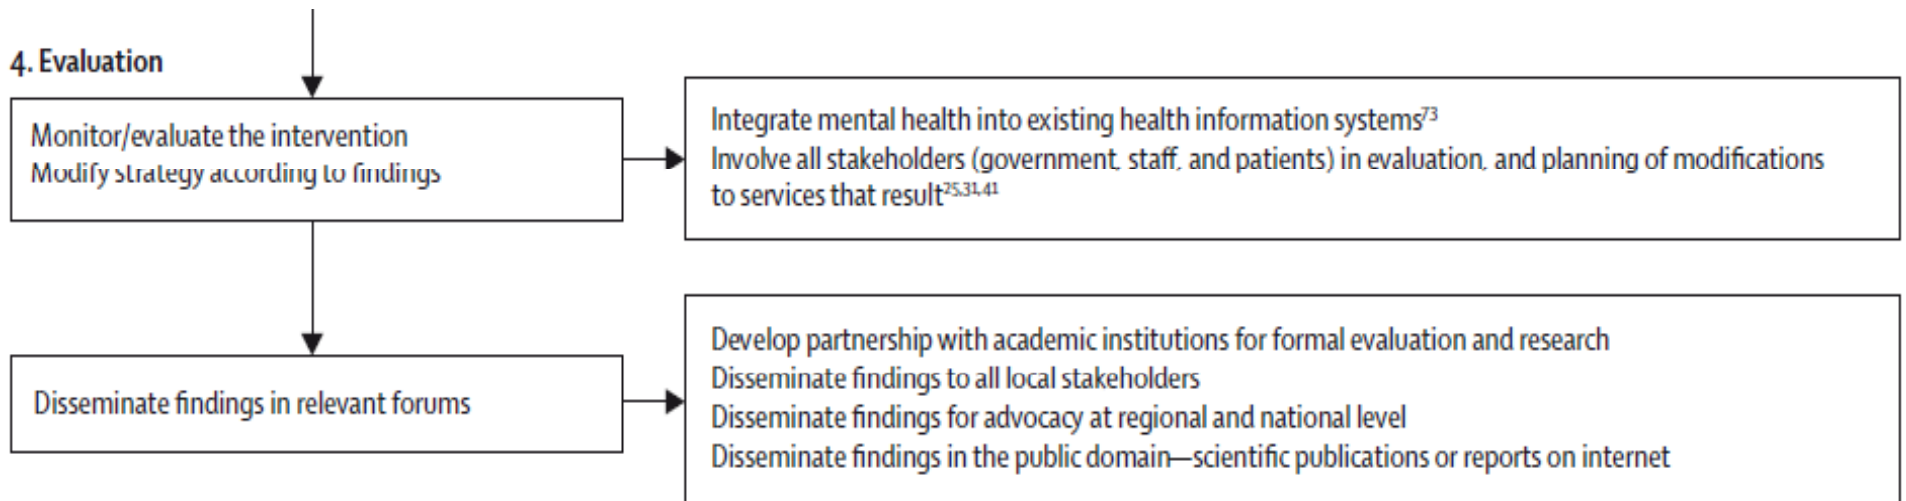 4. Evaluation
Monitor/evaluate the intervention
Modify strategy according to findings
Integrate mental health into existing health information systems73
Involve all stakeholders (government, staff, and patients) in evaluation, and planning of modifications
to services that result25,31,41
Disseminate findings in relevant forums
Develop partnership with academic institutions for formal evaluation and research
Disseminate findings to all local stakeholders
Disseminate findings for advocacy at regional and national level
Disseminate findings in the public domain—scientific publications or reports on internet